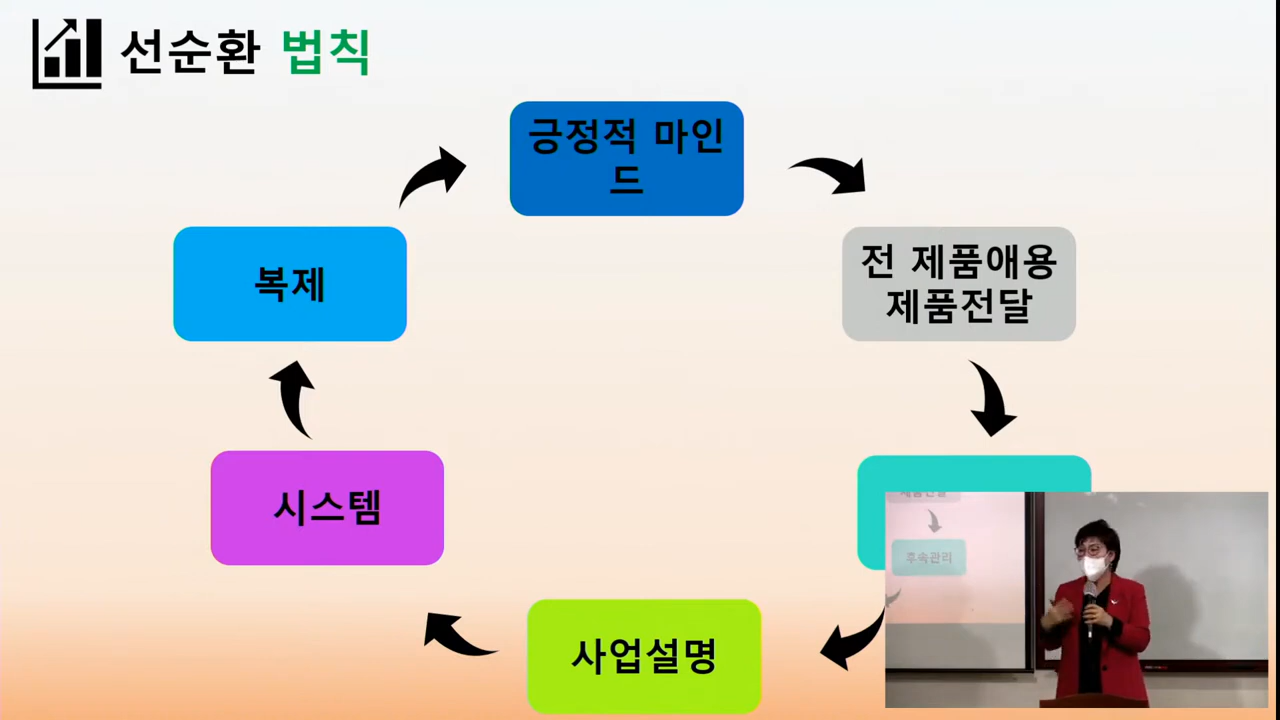 선순환 법칙
긍정적 마인
드
전 제품애용
제품전달
후속관리
사업설명
시스템
복제